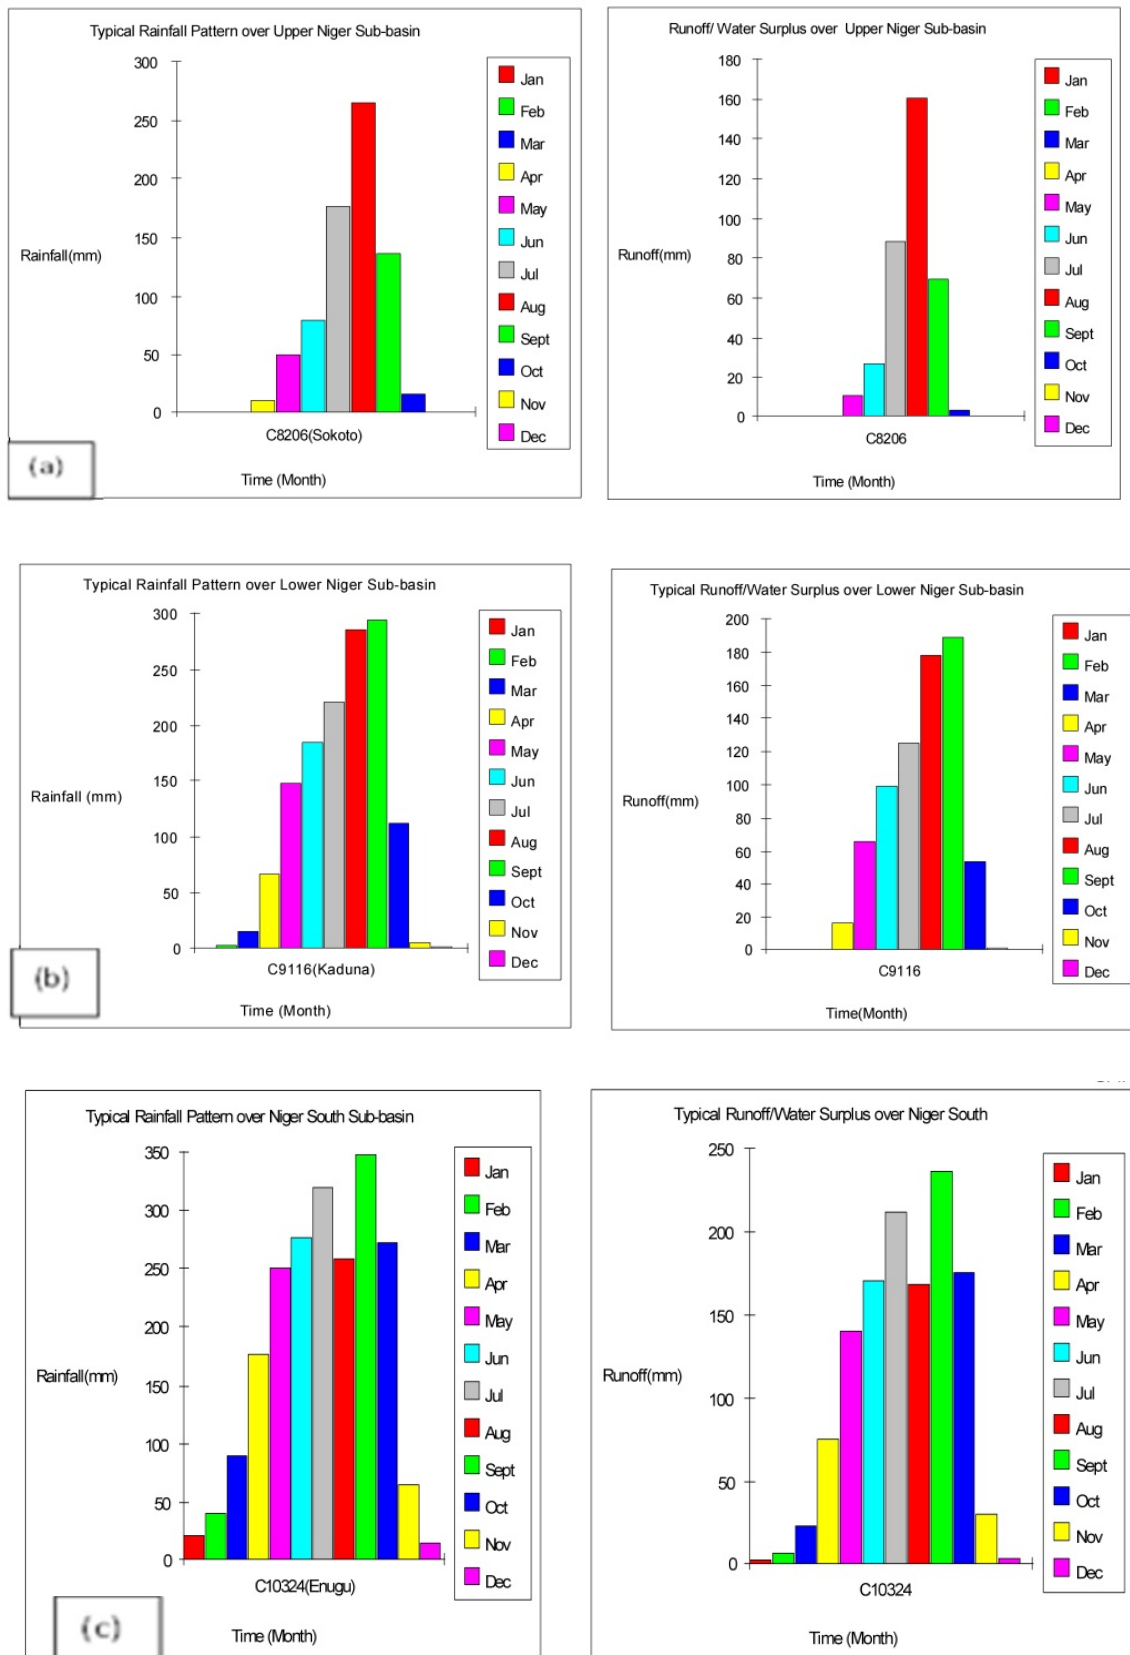 Typical Rainfall Pattern over Upper Niger Sub-basin
300
250
200
150
100
50
0
Rainfall(mm)
C8206(Sokoto)
Time (Month)
Jan
Feb
Mar
Apr
May
Jun
Jul
Aug
Sept
Oct
Nov
Dec
(a)
Runoff/ Water Surplus over Upper Niger Sub-basin
180
160
140
120
100
80
60
40
20
0
Runoff(mm)
C8206
Time (Month)
Jan
Feb
Mar
Apr
May
Jun
Jul
Aug
Sept
Oct
Nov
Dec
Typical Rainfall Pattern over Lower Niger Sub-basin
300
250
200
150
100
50
0
Rainfall (mm)
C9116(Kaduna)
Time (Month)
Jan
Feb
Mar
Apr
May
Jun
Jul
Aug
Sept
Oct
Nov
Dec
(b)
Typical Runoff/Water Surplus over Lower Niger Sub-basin
200
180
160
140
120
100
80
60
40
20
0
Runoff(mm)
C9116
Time(Month)
Jan
Feb
Mar
Apr
May
Jun
Jul
Aug
Sept
Oct
Nov
Dec
Typical Rainfall Pattern over Niger South Sub-basin
350
300
250
200
150
100
50
0
Rainfall(mm)
C10324(Enugu)
Time (Month)
Jan
Feb
Mar
Apr
May
Jun
Jul
Aug
Sept
Oct
Nov
Dec
(c)
Typical Runoff/Water Surplus over Niger South
250
200
150
100
50
0
Runoff(mm)
C10324
Time (Month)
Jan
Feb
Mar
Apr
May
Jun
Jul
Aug
Sept
Oct
Nov
Dec